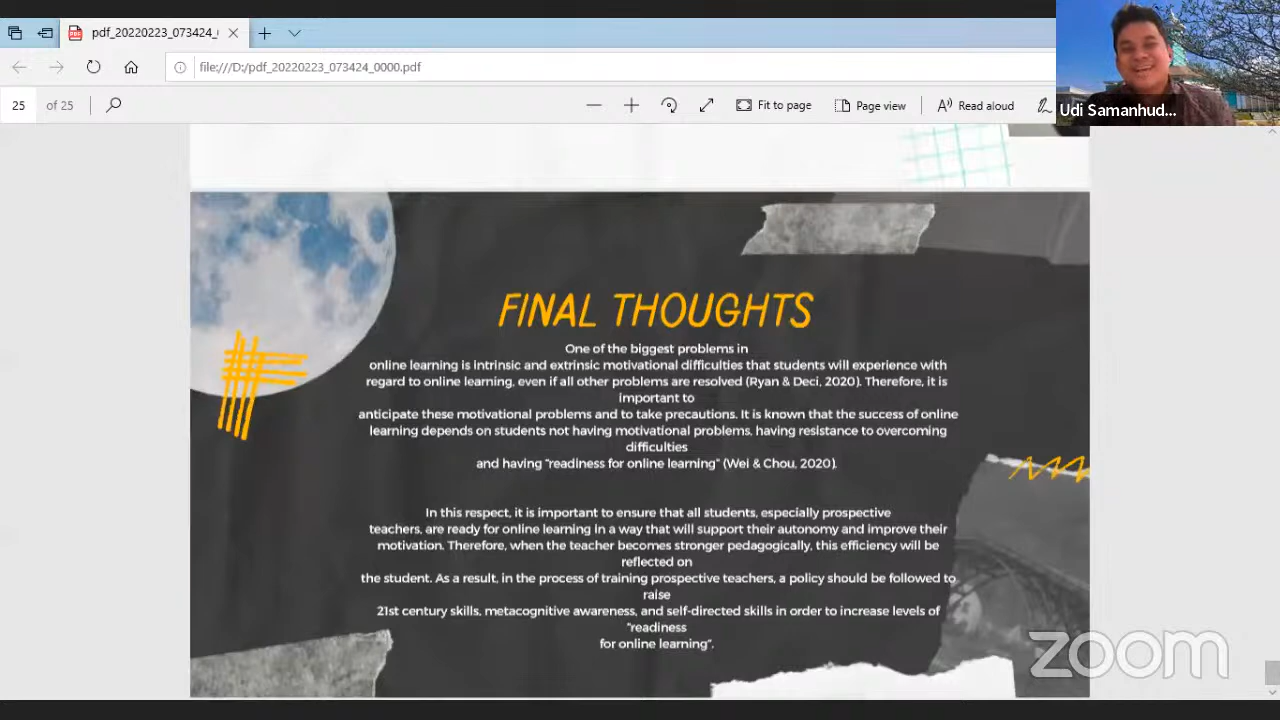 pdf_20220223_073424_
file:///D:/pdf_20220223_073424_0000.pdf
25 of 25
Fit to page
Page view
Read aloud
Udi Samanhud...
FINAL THOUGHTS
One of the biggest problems in
online learning is intrinsic and extrinsic motivational difficulties that students will experience with
regard to online learning, even if all other problems are resolved (Ryan & Deci, 2020). Therefore, it is
important to
anticipate these motivational problems and to take precautions. It is known that the success of online
learning depends on students not having motivational problems, having resistance to overcoming
difficulties
and having "readiness for online learning" (Wei & Chou, 2020).
In this respect, it is important to ensure that all students, especially prospective
teachers, are ready for online learning in a way that will support their autonomy and improve their
motivation. Therefore, when the teacher becomes stronger pedagogically, this efficiency will be
reflected on
the student. As a result, in the process of training prospective teachers, a policy should be followed to
raise
21st century skills, metacognitive awareness, and self-directed skills in order to increase levels of
"readiness
for online learning".
zoom